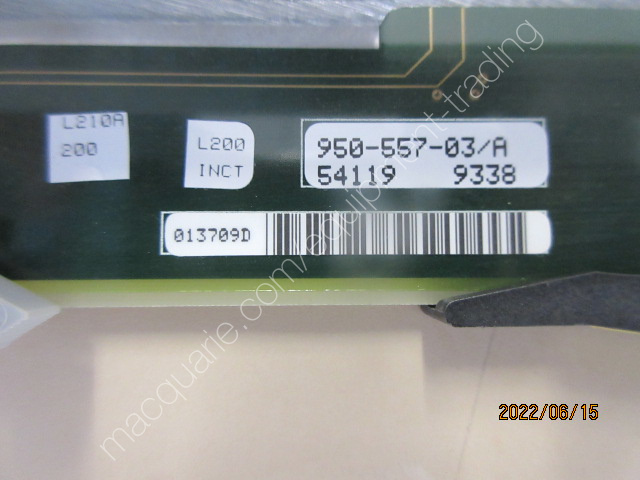 L210A
200
L200
INCT
950-557-03/A
54119 9338
013709D
macquarie.com/equipment-trading
2022/06/15